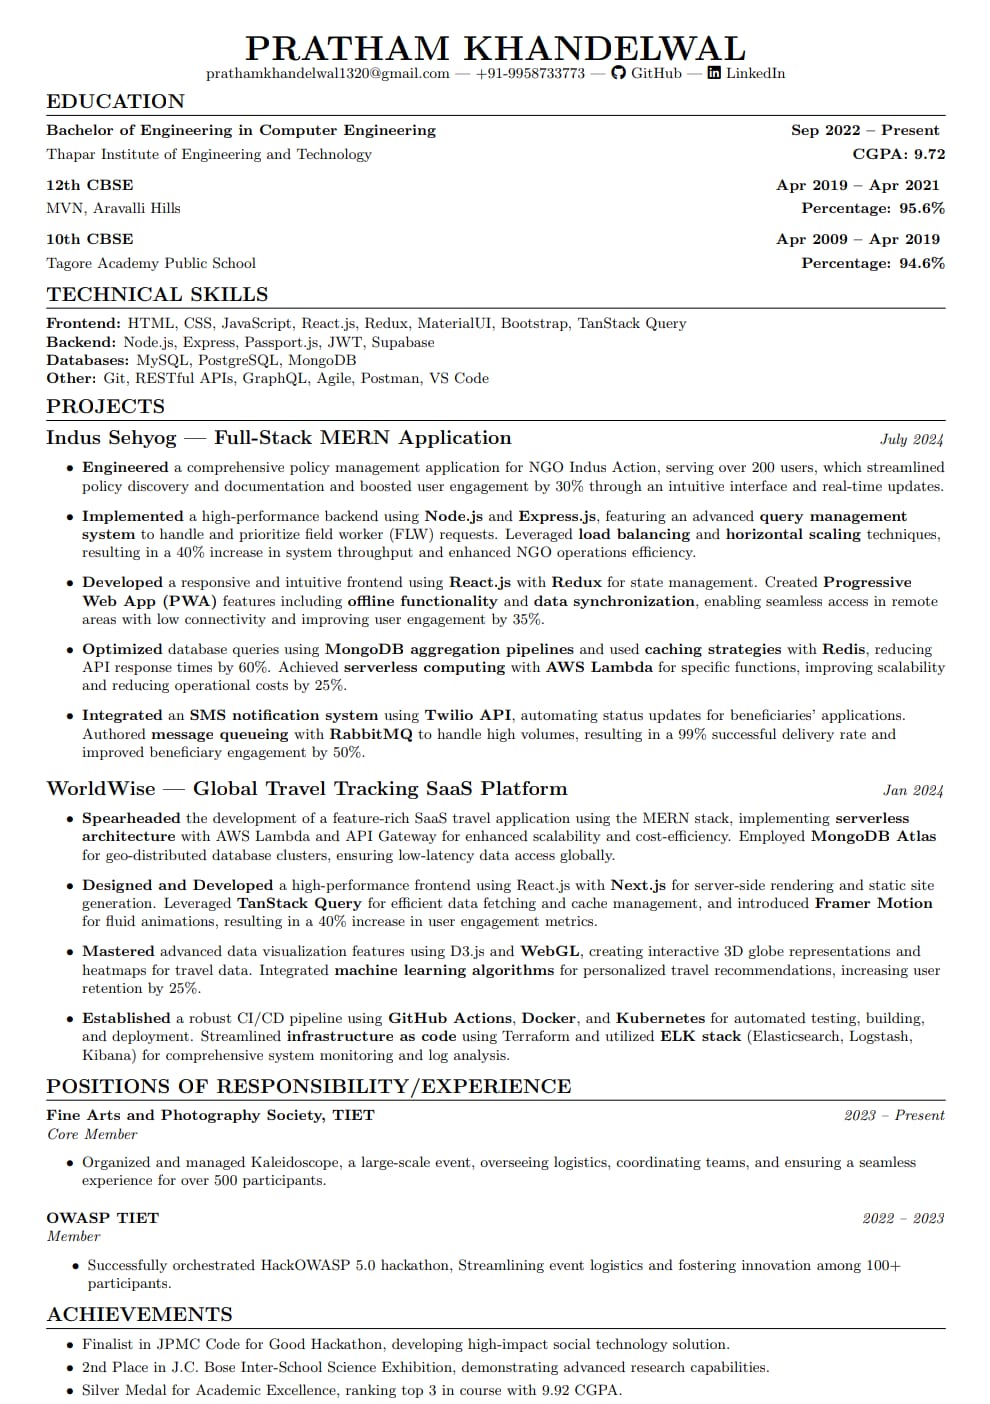 PRATHAM KHANDELWAL
prathamkhandelwal1320@gmail.com — +91-9958733773 — GitHub — LinkedIn
EDUCATION
Bachelor of Engineering in Computer Engineering Sep 2022 – Present
Thapar Institute of Engineering and Technology CGPA: 9.72
12th CBSE Apr 2019 – Apr 2021
MVN, Aravalli Hills Percentage: 95.6%
10th CBSE Apr 2009 – Apr 2019
Tagore Academy Public School Percentage: 94.6%
TECHNICAL SKILLS
Frontend: HTML, CSS, JavaScript, React.js, Redux, MaterialUI, Bootstrap, TanStack Query
Backend: Node.js, Express, Passport.js, JWT, Supabase
Databases: MySQL, PostgreSQL, MongoDB
Other: Git, RESTful APIs, GraphQL, Agile, Postman, VS Code
PROJECTS
Indus Sehyog — Full-Stack MERN Application July 2024
• Engineered a comprehensive policy management application for NGO Indus Action, serving over 200 users, which streamlined
policy discovery and documentation and boosted user engagement by 30% through an intuitive interface and real-time updates.
• Implemented a high-performance backend using Node.js and Express.js, featuring an advanced query management
system to handle and prioritize field worker (FLW) requests. Leveraged load balancing and horizontal scaling techniques,
resulting in a 40% increase in system throughput and enhanced NGO operations efficiency.
• Developed a responsive and intuitive frontend using React.js with Redux for state management. Created Progressive
Web App (PWA) features including offline functionality and data synchronization, enabling seamless access in remote
areas with low connectivity and improving user engagement by 35%.
• Optimized database queries using MongoDB aggregation pipelines and used caching strategies with Redis, reducing
API response times by 60%. Achieved serverless computing with AWS Lambda for specific functions, improving scalability
and reducing operational costs by 25%.
• Integrated an SMS notification system using Twilio API, automating status updates for beneficiaries' applications.
Authored message queueing with RabbitMQ to handle high volumes, resulting in a 99% successful delivery rate and
improved beneficiary engagement by 50%.
WorldWise — Global Travel Tracking SaaS Platform Jan 2024
• Spearheaded the development of a feature-rich SaaS travel application using the MERN stack, implementing serverless
architecture with AWS Lambda and API Gateway for enhanced scalability and cost-efficiency. Employed MongoDB Atlas
for geo-distributed database clusters, ensuring low-latency data access globally.
• Designed and Developed a high-performance frontend using React.js with Next.js for server-side rendering and static site
generation. Leveraged TanStack Query for efficient data fetching and cache management, and introduced Framer Motion
for fluid animations, resulting in a 40% increase in user engagement metrics.
• Mastered advanced data visualization features using D3.js and WebGL, creating interactive 3D globe representations and
heatmaps for travel data. Integrated machine learning algorithms for personalized travel recommendations, increasing user
retention by 25%.
• Established a robust CI/CD pipeline using GitHub Actions, Docker, and Kubernetes for automated testing, building,
and deployment. Streamlined infrastructure as code using Terraform and utilized ELK stack (Elasticsearch, Logstash,
Kibana) for comprehensive system monitoring and log analysis.
POSITIONS OF RESPONSIBILITY/EXPERIENCE
Fine Arts and Photography Society, TIET 2023 – Present
Core Member
• Organized and managed Kaleidoscope, a large-scale event, overseeing logistics, coordinating teams, and ensuring a seamless
experience for over 500 participants.
OWASP TIET 2022 – 2023
Member
• Successfully orchestrated HackOWASP 5.0 hackathon, Streamlining event logistics and fostering innovation among 100+
participants.
ACHIEVEMENTS
• Finalist in JPMC Code for Good Hackathon, developing high-impact social technology solution.
• 2nd Place in J.C. Bose Inter-School Science Exhibition, demonstrating advanced research capabilities.
• Silver Medal for Academic Excellence, ranking top 3 in course with 9.92 CGPA.